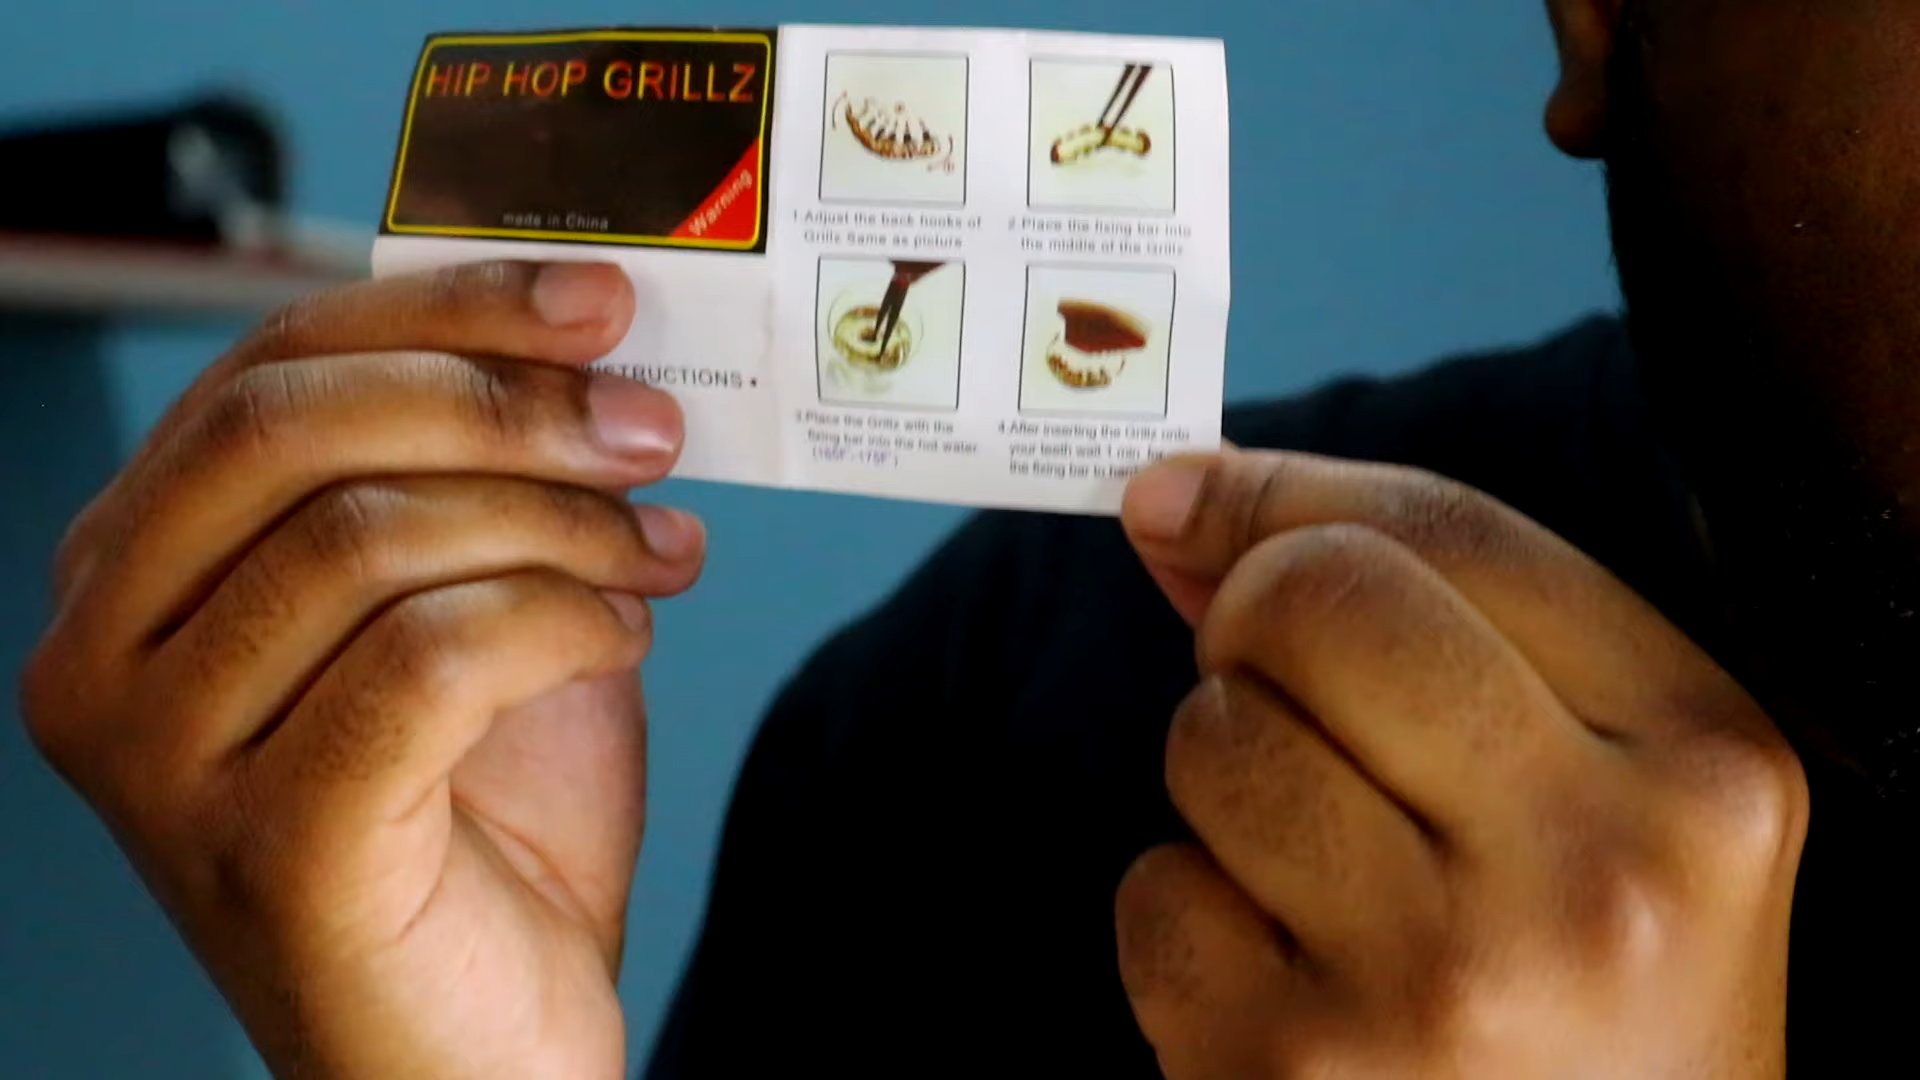 HIP HOP GRILLZ
made in China
Warning
INSTRUCTIONS •
1.Adjust the back hooks of
Grillz Same as picture
2.Place the fixing bar into
the middle of the Grillz
3.Place the Grillz with the
fixing bar into the hot water
(165F°-175F°)
4.After inserting the Grillz onto
your teeth wait 1 min. for
the fixing bar to